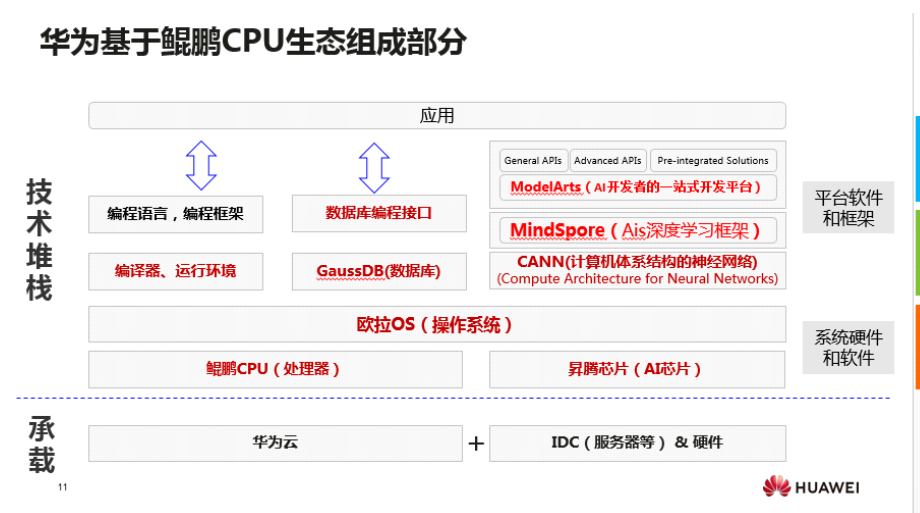 华为基于鲲鹏CPU生态组成部分
应用
技术堆栈
General APIs
Advanced APIs
Pre-integrated Solutions
ModelArts（AI开发者的一站式开发平台）
编程语言，编程框架
数据库编程接口
平台软件
和框架
MindSpore（Ais深度学习框架）
编译器、运行环境
GaussDB(数据库)
CANN(计算机体系结构的神经网络)
(Compute Architecture for Neural Networks)
欧拉OS（操作系统）
系统硬件
和软件
鲲鹏CPU（处理器）
昇腾芯片（AI芯片）
承载
华为云
+
IDC（服务器等）& 硬件
11
HUAWEI